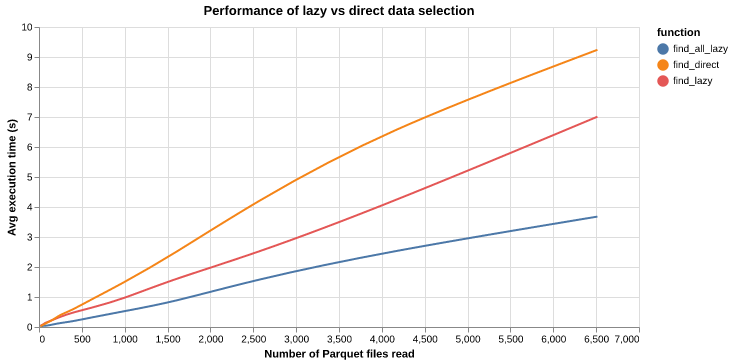 Performance of lazy vs direct data selection
function
find_all_lazy
find_direct
find_lazy
Avg execution time (s)
10
9
8
7
6
5
4
3
2
1
0
0 500 1,000 1,500 2,000 2,500 3,000 3,500 4,000 4,500 5,000 5,500 6,000 6,500 7,000
Number of Parquet files read